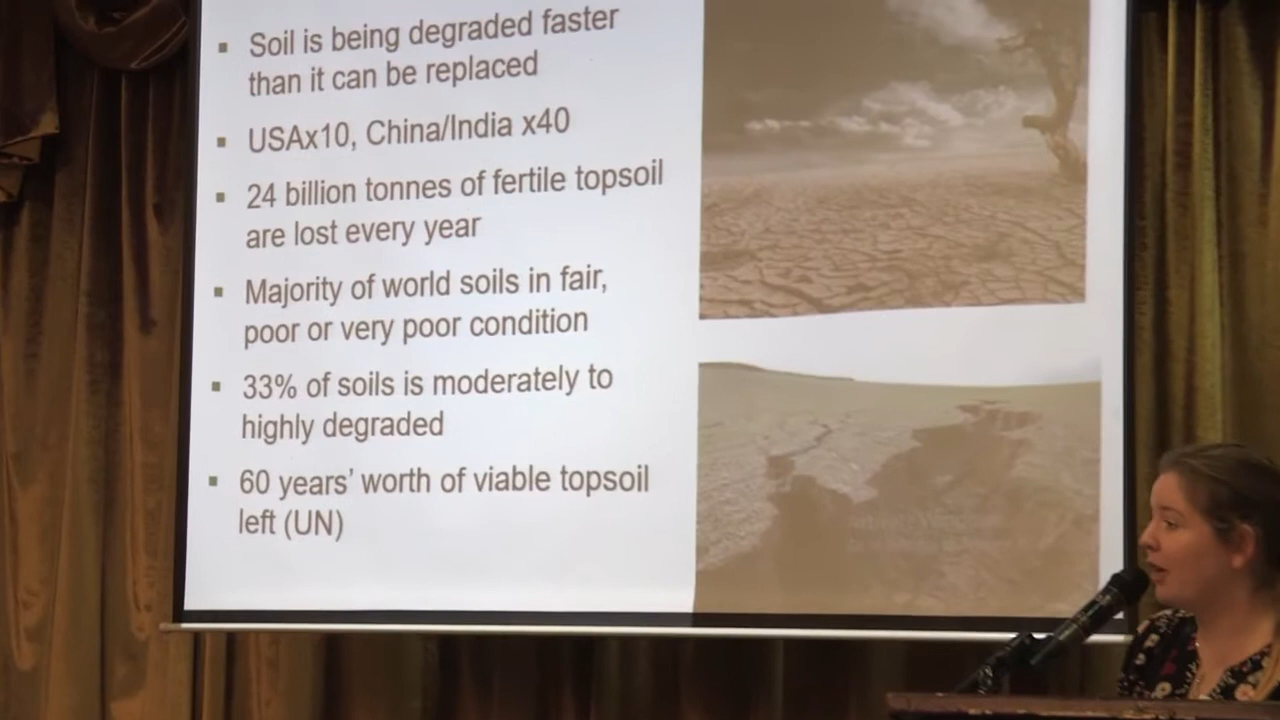 Soil is being degraded faster
than it can be replaced
USAx10, China/India x40
24 billion tonnes of fertile topsoil
are lost every year
Majority of world soils in fair,
poor or very poor condition
33% of soils is moderately to
highly degraded
60 years’ worth of viable topsoil
left (UN)